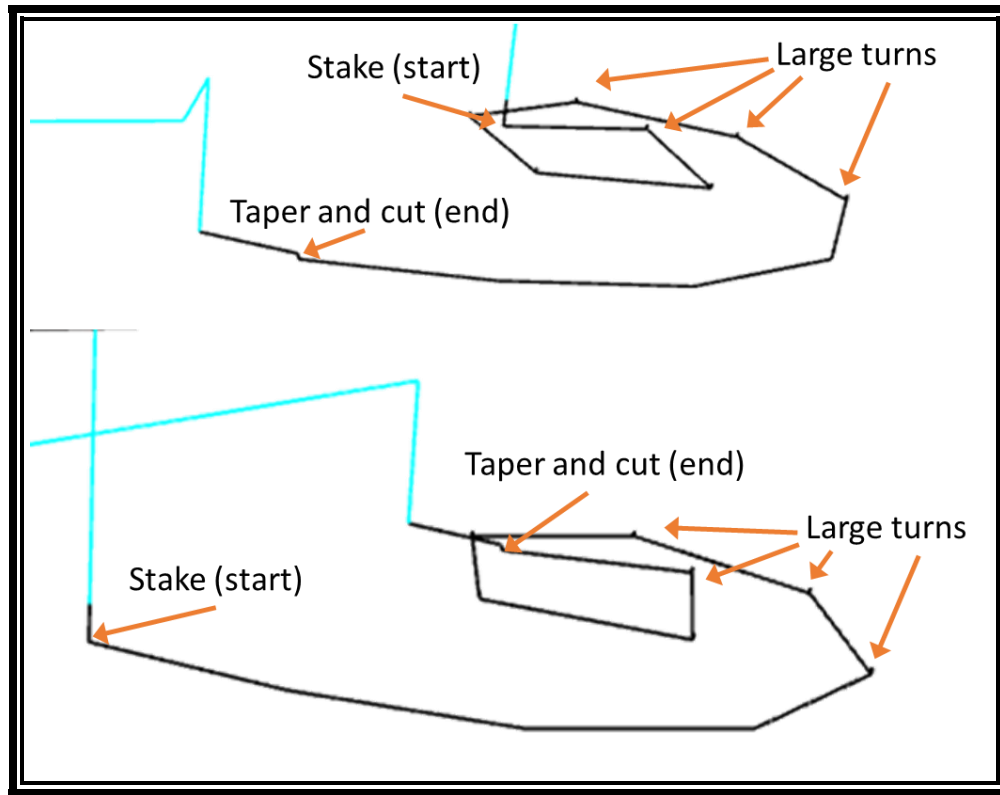 Large turns
Stake (start)
Taper and cut (end)
Taper and cut (end)
Large turns
Stake (start)